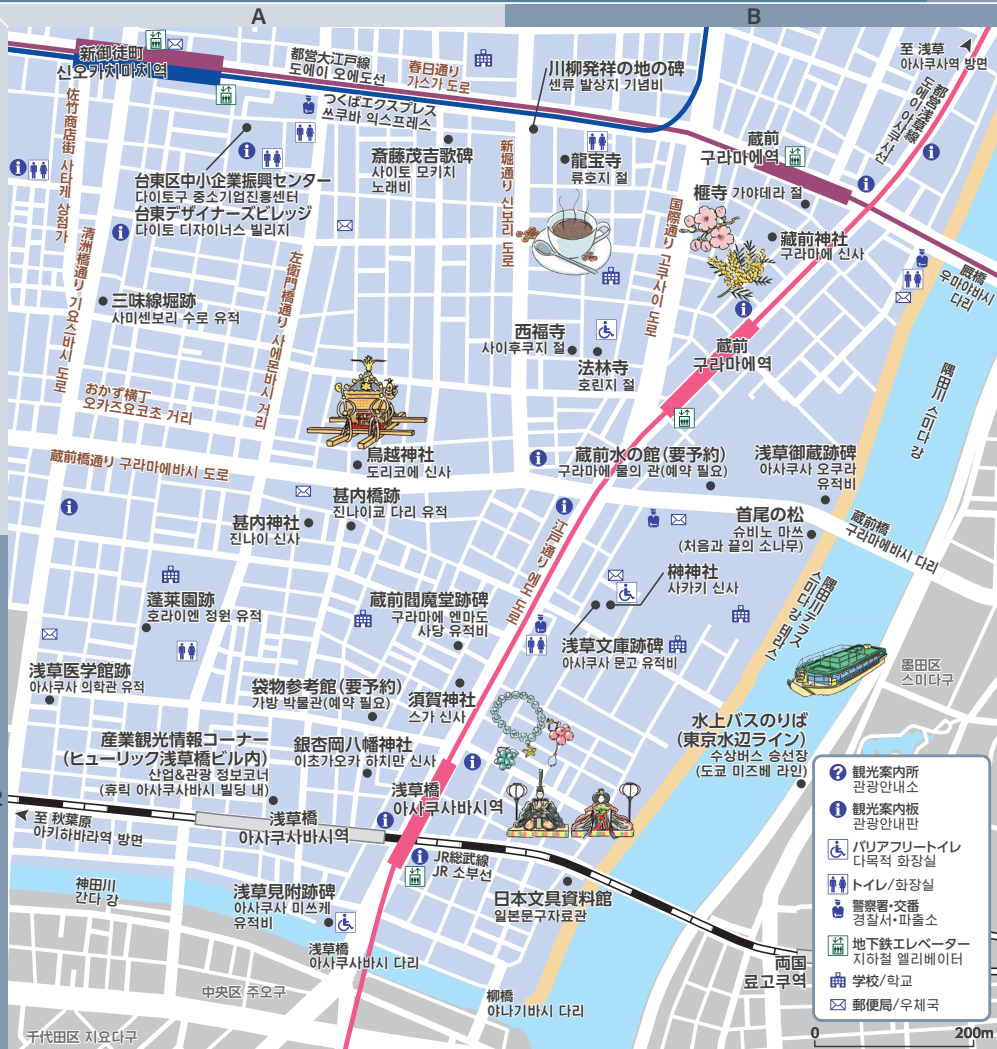 A
B
新御徒町
신오카치마치역
都営大江戸線
도에이 오에도선
春日通り
가스가 도로
川柳発祥の地の碑
센류 발상지 기념비
至 浅草
아사쿠사역 방면
都営浅草線
도에이 아사쿠사선
佐竹商店街 사타케 상점가
つくばエクスプレス
쓰쿠바 익스프레스
斎藤茂吉歌碑
사이토 모키치
노래비
新堀通り 신보리 도로
龍宝寺
류호지 절
蔵前
구라마에역
台東区中小企業振興センター
다이토구 중소기업진흥센터
台東デザイナーズビレッジ
다이토 디자이너스 빌리지
国際通り 고쿠사이 도로
榧寺 가야데라 절
蔵前神社
구라마에 신사
厩橋
우마야바시
다리
清洲橋通り 기요스바시 도로
左衛門橋通り 사에몬바시 거리
三味線堀跡
사미센보리 수로 유적
西福寺
사이후쿠지 절
法林寺
호린지 절
蔵前
구라마에역
隅田川 스미다 강
おかず横丁
오카즈요코초 거리
鳥越神社
도리코에 신사
蔵前橋通り 구라마에바시 도로
蔵前水の館(要予約)
구라마에 물의 관(예약 필요)
浅草御蔵跡碑
아사쿠사 오쿠라
유적비
甚内橋跡
진나이쿄 다리 유적
甚内神社
진나이 신사
首尾の松
슈비노 마쓰
(처음과 끝의 소나무)
蔵前橋
구라마에바시 다리
江戸通り 에도 도로
榊神社
사카키 신사
隅田川テラス
스미다 강 테라스
蓬莱園跡
호라이엔 정원 유적
蔵前閻魔堂跡碑
구라마에 엔마도
사당 유적비
浅草文庫跡碑
아사쿠사 문고 유적비
墨田区
스미다구
浅草医学館跡
아사쿠사 의학관 유적
袋物参考館(要予約)
가방 박물관(예약 필요)
須賀神社
스가 신사
水上バスのりば
(東京水辺ライン)
수상버스 승선장
(도쿄 미즈베 라인)
産業観光情報コーナー
(ヒューリック浅草橋ビル内)
산업&관광 정보코너
(휴릭 아사쿠사바시 빌딩 내)
銀杏岡八幡神社
이초가오카 하치만 신사
浅草橋
아사쿠사바시역
2
至 秋葉原
아키하바라역 방면
浅草橋
아사쿠사바시역
JR総武線
JR 소부선
神田川
간다 강
浅草見附跡碑
아사쿠사 미쓰케
유적비
日本文具資料館
일본문구자료관
浅草橋
아사쿠사바시 다리
両国
료고쿠역
中央区 주오구
柳橋
야나기바시 다리
千代田区 지요다구
観光案内所
관광안내소
観光案内板
관광안내판
バリアフリートイレ
다목적 화장실
トイレ/화장실
警察署・交番
경찰서・파출소
地下鉄エレベーター
지하철 엘리베이터
学校/학교
郵便局/우체국
0 200m